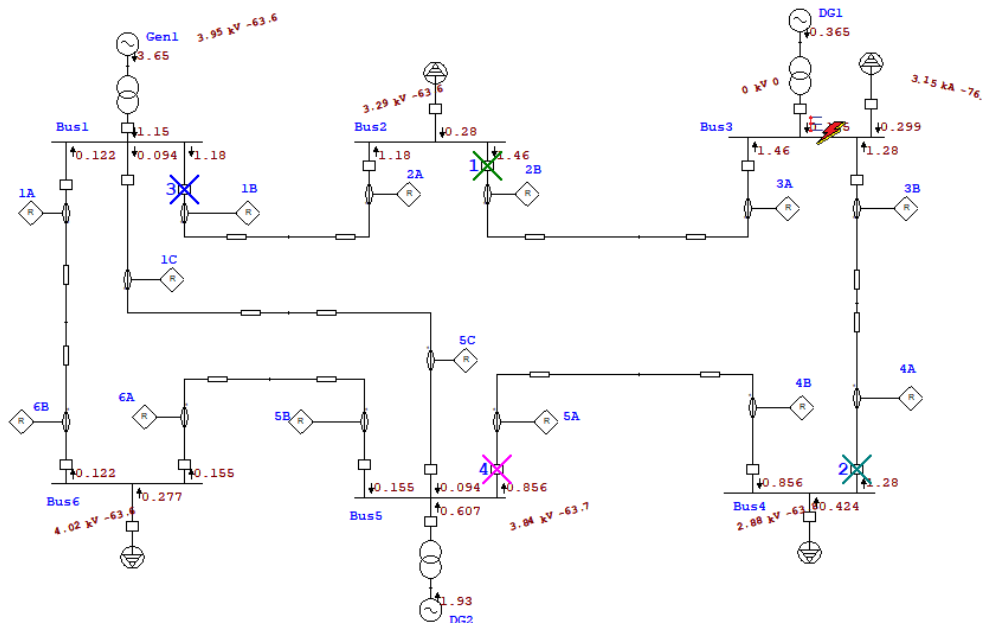 Gen1
3.95 kV -63.6
3.65
DG1
0.365
0 kV 0
3.15 kA -76.
3.29 kV -63.6
Bus1
1.15
Bus2
0.28
Bus3
0.299
0.122
0.094
1.18
1.18
1.46
1.46
1.28
1
3
1A
R
1B
R
2A
R
2B
R
3A
R
3B
R
1C
R
5C
R
6B
R
6A
R
5B
R
5A
R
4B
R
4A
R
4
2
0.122
0.155
0.155
0.094
0.856
0.856
1.28
Bus6
0.277
Bus5
0.607
3.84 kV -63.7
Bus4
0.424
4.02 kV -63.6
2.88 kV -63.
1.93
DG2